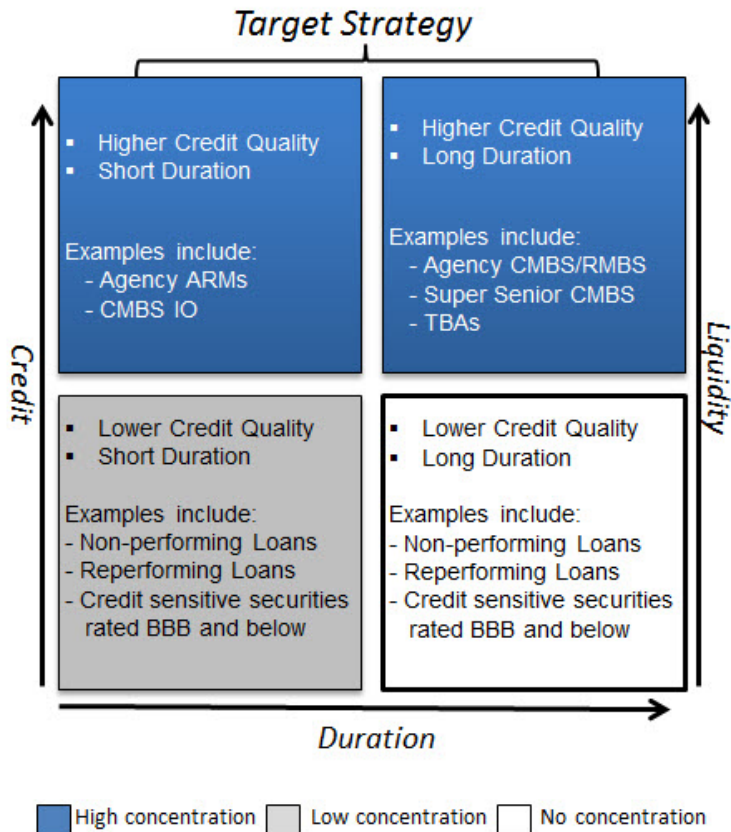 Target Strategy
▪ Higher Credit Quality
▪ Short Duration
Examples include:
- Agency ARMs
- CMBS IO
▪ Higher Credit Quality
▪ Long Duration
Examples include:
- Agency CMBS/RMBS
- Super Senior CMBS
- TBAs
Credit
Liquidity
▪ Lower Credit Quality
▪ Short Duration
Examples include:
- Non-performing Loans
- Reperforming Loans
- Credit sensitive securities
rated BBB and below
▪ Lower Credit Quality
▪ Long Duration
Examples include:
- Non-performing Loans
- Reperforming Loans
- Credit sensitive securities
rated BBB and below
Duration
High concentration Low concentration No concentration